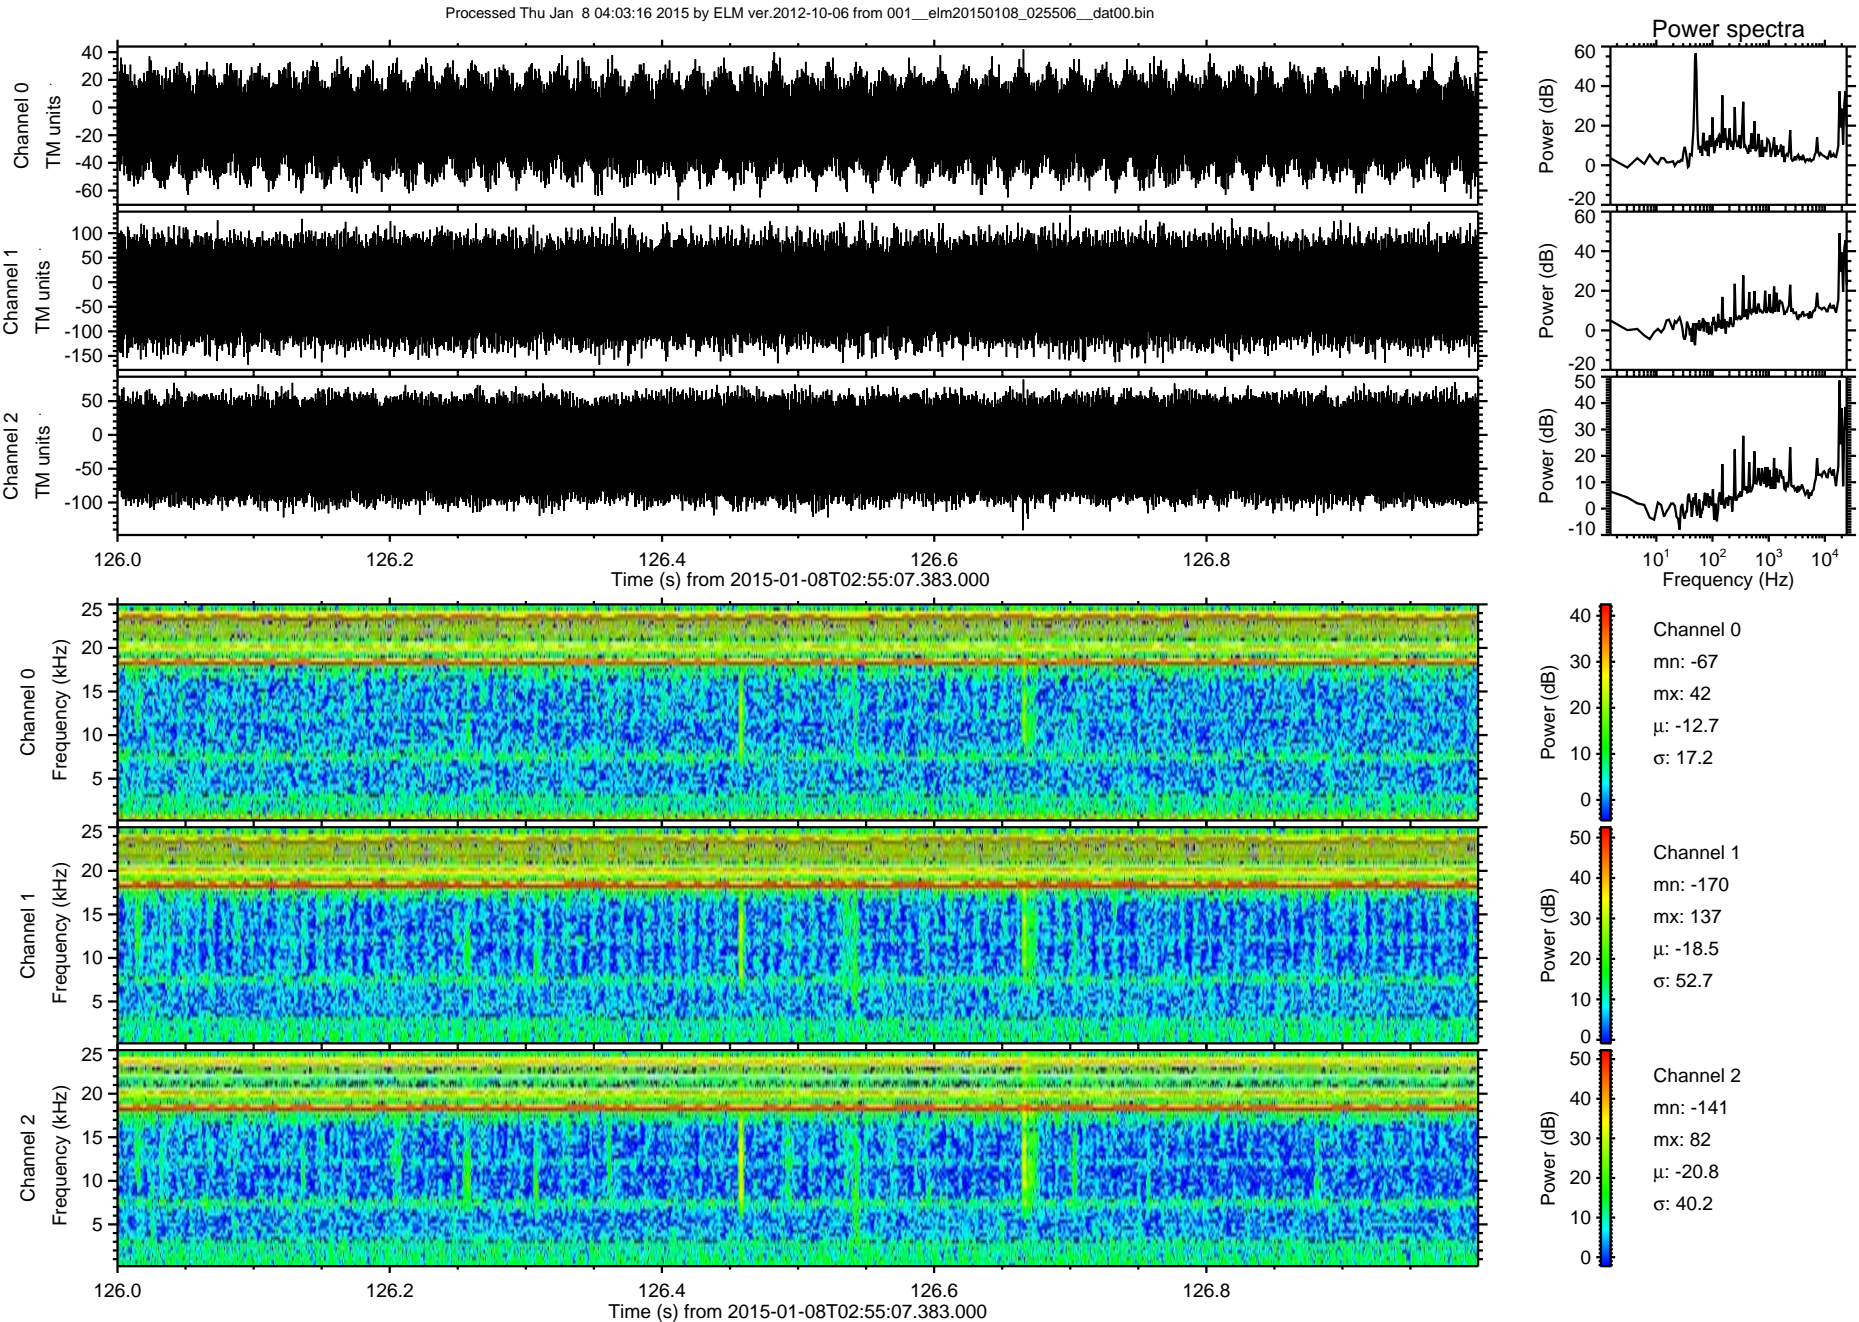 Processed Thu Jan  8 04:03:16 2015 by ELM ver.2012-10-06 from 001__elm20150108_025506__dat00.bin
Power spectra
Channel 0
TM units
40
20
0
-20
-40
-60
Power (dB)
60
40
20
0
-20
Channel 1
TM units
100
50
0
-50
-100
-150
Power (dB)
60
40
20
0
-20
Channel 2
TM units
50
0
-50
-100
Power (dB)
50
40
30
20
10
0
-10
126.0 126.2 126.4 126.6 126.8
Time (s) from 2015-01-08T02:55:07.383.000
10¹ 10² 10³ 10⁴
Frequency (Hz)
Channel 0
Frequency (kHz)
25
20
15
10
5
Power (dB)
40
30
20
10
0
Channel 0
mn: -67
mx: 42
μ: -12.7
σ: 17.2
Channel 1
Frequency (kHz)
25
20
15
10
5
Power (dB)
50
40
30
20
10
0
Channel 1
mn: -170
mx: 137
μ: -18.5
σ: 52.7
Channel 2
Frequency (kHz)
25
20
15
10
5
Power (dB)
50
40
30
20
10
0
Channel 2
mn: -141
mx: 82
μ: -20.8
σ: 40.2
126.0 126.2 126.4 126.6 126.8
Time (s) from 2015-01-08T02:55:07.383.000